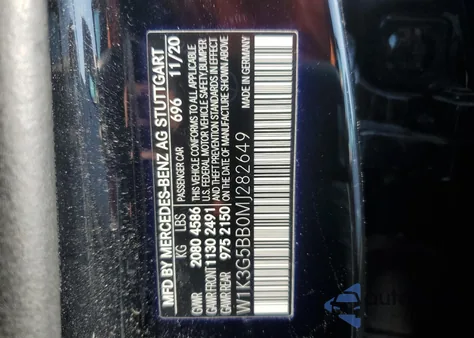 MFD BY MERCEDES-BENZ AG STUTTGART
PASSENGER CAR 696 11/20
KG LBS
GVWR 2080 4586
GWR FRONT 1130 2491
GWR REAR 975 2150
THIS VEHICLE CONFORMS TO ALL APPLICABLE
U.S. FEDERAL MOTOR VEHICLE SAFETY, BUMPER
AND THEFT PREVENTION STANDARDS IN EFFECT
ON THE DATE OF MANUFACTURE SHOWN ABOVE
MADE IN GERMANY
W1K3G5BB0MJ282649